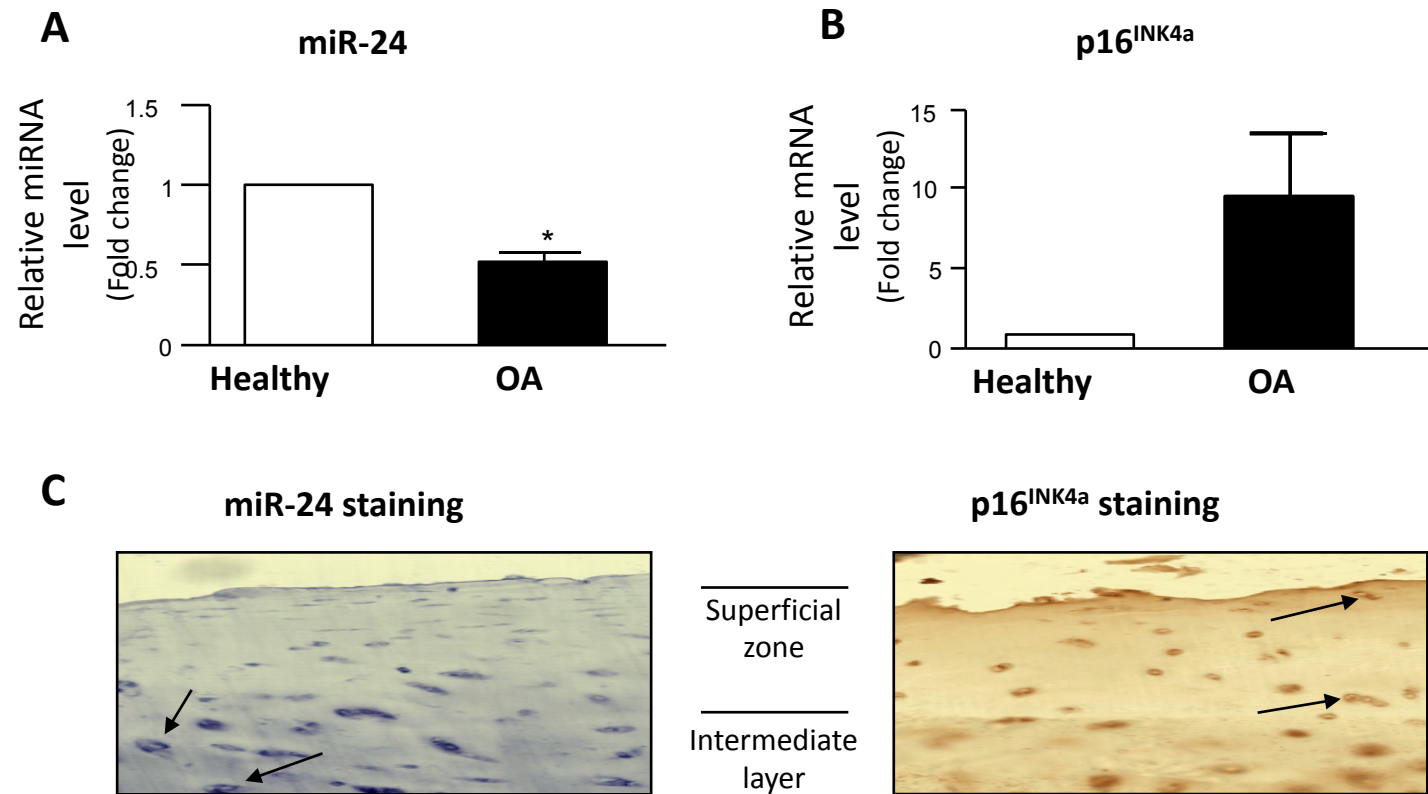 A
miR-24
Relative miRNA
level
(Fold change)
1.5
1
0.5
0
*
Healthy
OA
B
p16INK4a
Relative mRNA
level
(Fold change)
15
10
5
0
Healthy
OA
C
miR-24 staining
Superficial
zone
Intermediate
layer
p16INK4a staining